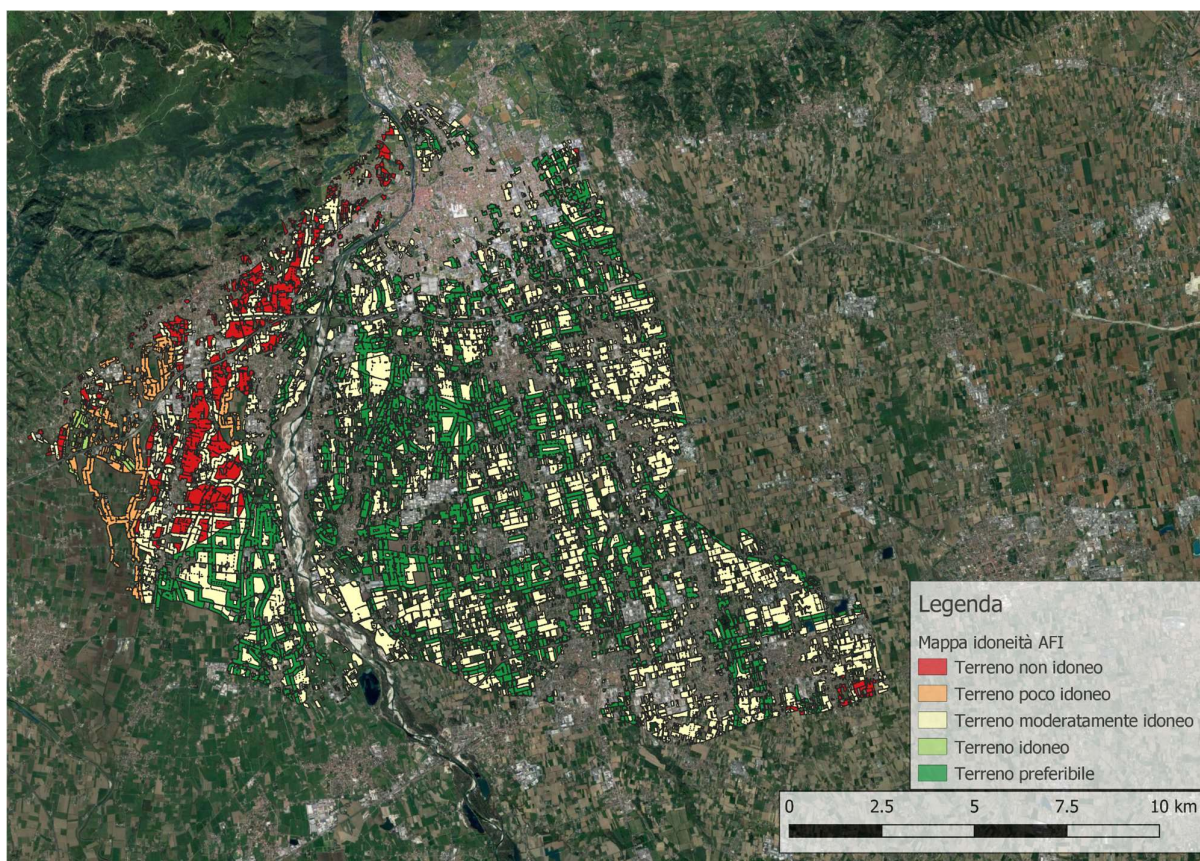 Legenda
Mappa idoneità AFI
Terreno non idoneo
Terreno poco idoneo
Terreno moderatamente idoneo
Terreno idoneo
Terreno preferibile
0 2.5 5 7.5 10 km